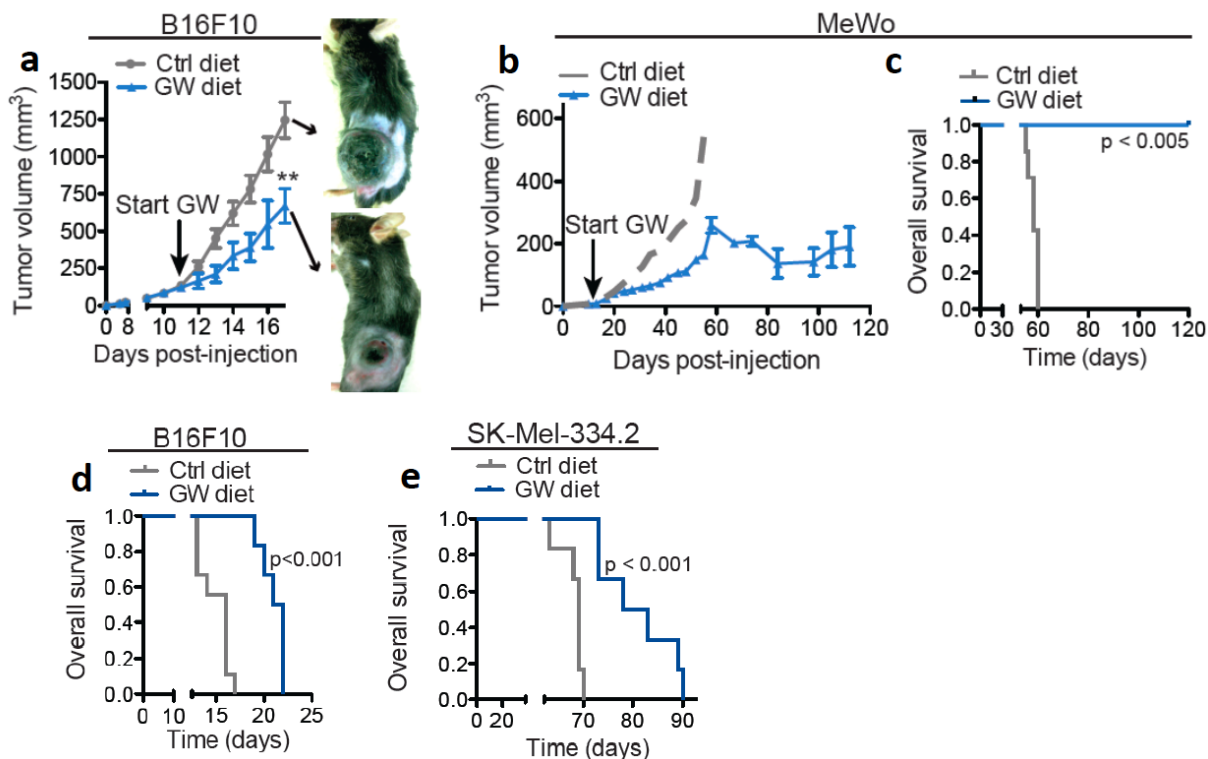 B16F10
a
Ctrl diet
GW diet
1500
1250
1000
750
500
250
0
Tumor volume (mm³)
Start GW
**
0 8 10 12 14 16
Days post-injection
MeWo
b
Ctrl diet
GW diet
600
400
200
0
Tumor volume (mm³)
Start GW
0 20 40 60 80 100 120
Days post-injection
c
Ctrl diet
GW diet
1.0
0.8
0.6
0.4
0.2
0.0
Overall survival
p < 0.005
0 30 60 80 100 120
Time (days)
B16F10
d
Ctrl diet
GW diet
1.0
0.8
0.6
0.4
0.2
0.0
Overall survival
p<0.001
0 10 15 20 25
Time (days)
SK-Mel-334.2
e
Ctrl diet
GW diet
1.0
0.8
0.6
0.4
0.2
0.0
Overall survival
p < 0.001
0 20 70 80 90
Time (days)